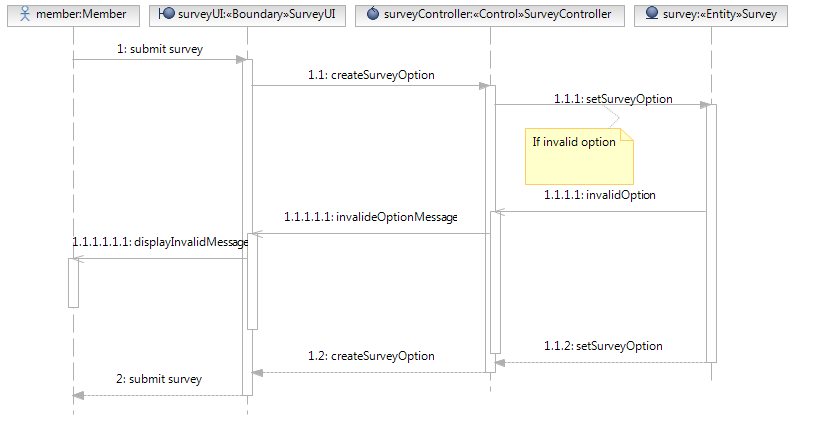 member:Member
surveyUI:«Boundary»SurveyUI
surveyController:«Control»SurveyController
survey:«Entity»Survey
1: submit survey
1.1: createSurveyOption
1.1.1: setSurveyOption
If invalid option
1.1.1.1: invalidOption
1.1.1.1.1: invalideOptionMessage
1.1.1.1.1.1: displayInvalidMessage
1.1.2: setSurveyOption
1.2: createSurveyOption
2: submit survey